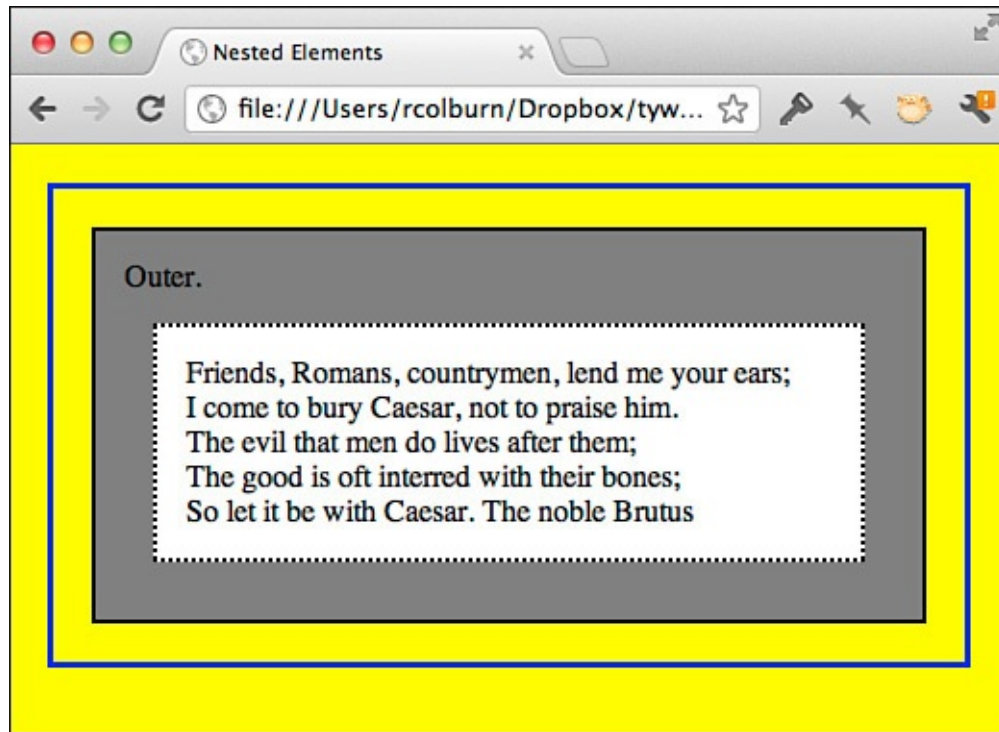 Nested Elements
file:///Users/rcolburn/Dropbox/tyw...
Outer.
Friends, Romans, countrymen, lend me your ears;
I come to bury Caesar, not to praise him.
The evil that men do lives after them;
The good is oft interred with their bones;
So let it be with Caesar. The noble Brutus